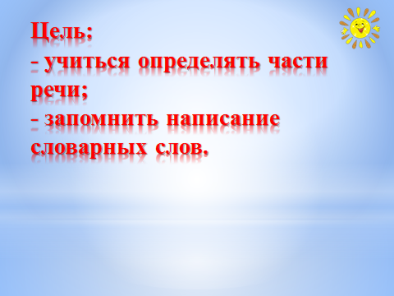 Цель:
- учиться определять части
речи;
- запомнить написание
словарных слов.